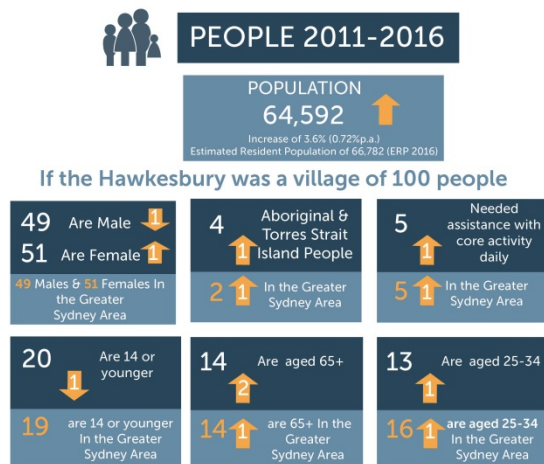 PEOPLE 2011-2016
POPULATION
64,592
Increase of 3.6% (0.72%p.a.)
Estimated Resident Population of 66,782 (ERP 2016)
If the Hawkesbury was a village of 100 people
49 Are Male 1
51 Are Female 1
49 Males & 51 Females In
the Greater
Sydney Area
4 Aboriginal &
Torres Strait
1 Island People
2 1 In the Greater
Sydney Area
5 Needed
assistance with
1 core activity
daily
5 1 In the Greater
Sydney Area
20 Are 14 or
younger
1
19 are 14 or younger
In the Greater
Sydney Area
14 Are aged 65+
2
14 1 are 65+ In the
Greater
Sydney Area
13 Are aged 25-34
1
16 1 are aged 25-34
In the Greater
Sydney Area